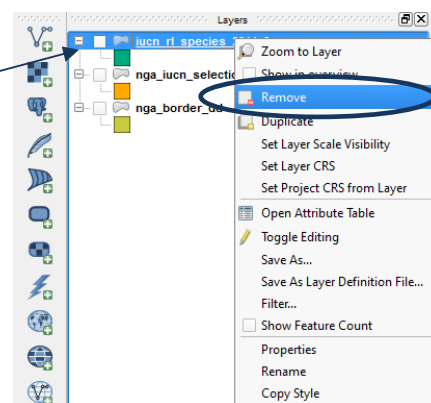 Layers
iucn_rl_species_2014_2
Zoom to Layer
nga_iucn_selectio
Show in overview
Remove
nga_border_dd
Duplicate
Set Layer Scale Visibility
Set Layer CRS
Set Project CRS from Layer
Open Attribute Table
Toggle Editing
Save As...
Save As Layer Definition File...
Filter...
Show Feature Count
Properties
Rename
Copy Style